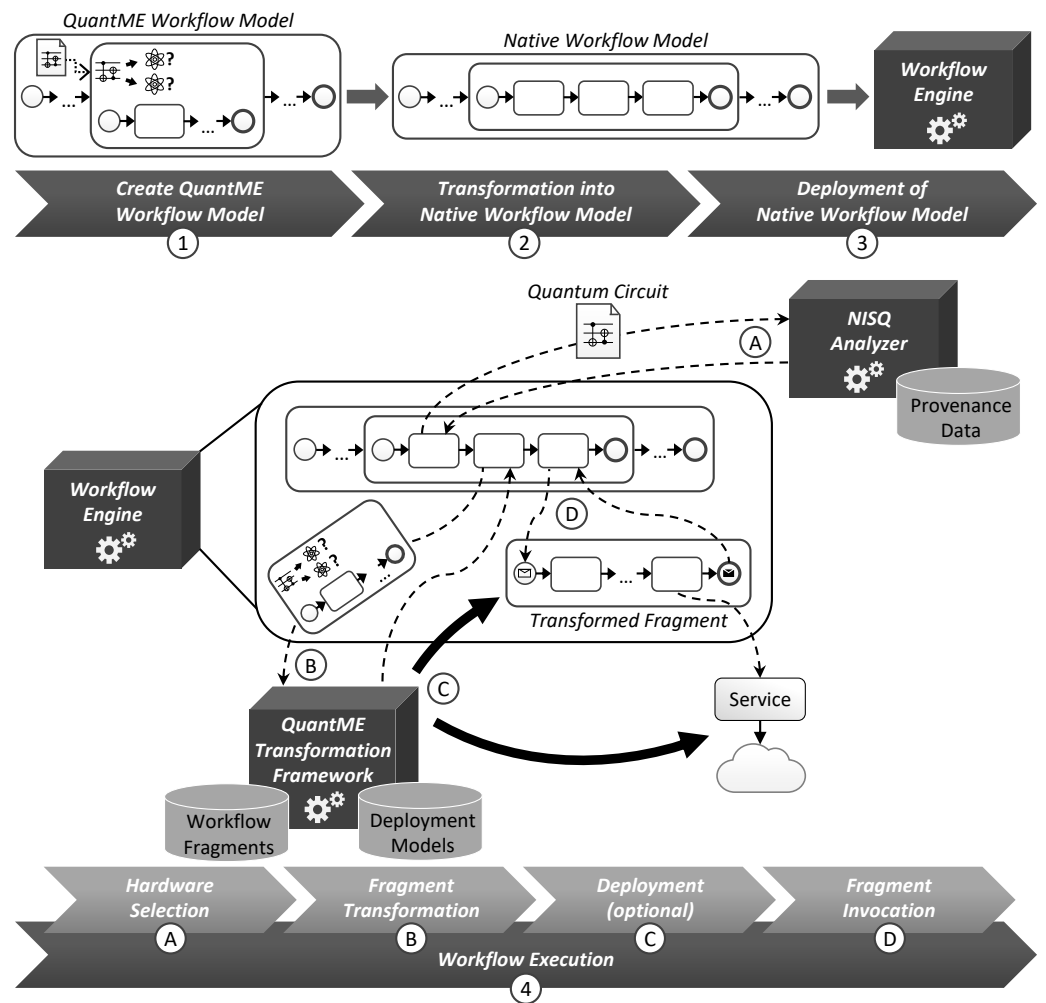 QuantME Workflow Model
Native Workflow Model
?
?
...
...
...
...
...
Workflow
Engine
Create QuantME
Workflow Model
1
Transformation into
Native Workflow Model
2
Deployment of
Native Workflow Model
3
Quantum Circuit
A
NISQ
Analyzer
Provenance
Data
...
...
Workflow
Engine
D
?
?
...
...
Transformed Fragment
B
C
Service
QuantME
Transformation
Framework
Workflow
Fragments
Deployment
Models
Hardware
Selection
A
Fragment
Transformation
B
Deployment
(optional)
C
Fragment
Invocation
D
Workflow Execution
4